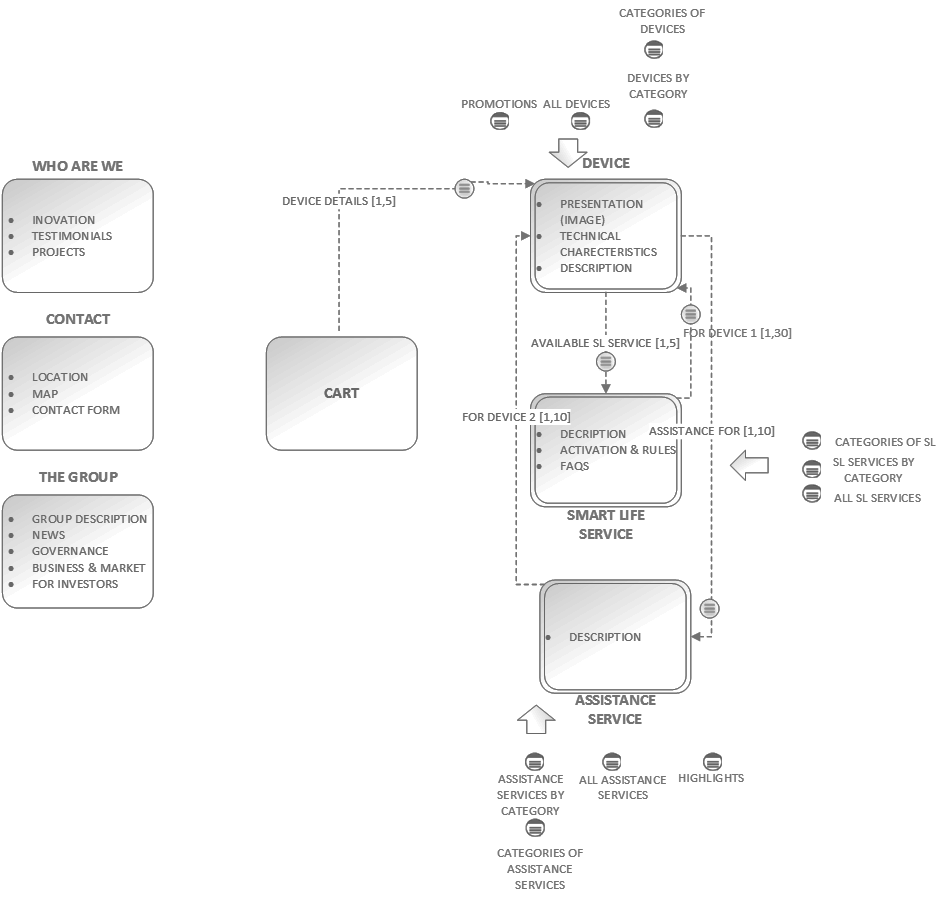 CATEGORIES OF
DEVICES
DEVICES BY
CATEGORY
PROMOTIONS
ALL DEVICES
DEVICE
PRESENTATION
(IMAGE)
TECHNICAL
CHARECTERISTICS
DESCRIPTION
WHO ARE WE
INOVATION
TESTIMONIALS
PROJECTS
DEVICE DETAILS [1,5]
CONTACT
LOCATION
MAP
CONTACT FORM
CART
AVAILABLE SL SERVICE [1,5]
FOR DEVICE 1 [1,30]
FOR DEVICE 2 [1,10]
ASSISTANCE FOR [1,10]
DECRIPTION
ACTIVATION & RULES
FAQS
SMART LIFE
SERVICE
CATEGORIES OF SL
SL SERVICES BY
CATEGORY
ALL SL SERVICES
THE GROUP
GROUP DESCRIPTION
NEWS
GOVERNANCE
BUSINESS & MARKET
FOR INVESTORS
DESCRIPTION
ASSISTANCE
SERVICE
ASSISTANCE
SERVICES BY
CATEGORY
ALL ASSISTANCE
SERVICES
HIGHLIGHTS
CATEGORIES OF
ASSISTANCE
SERVICES